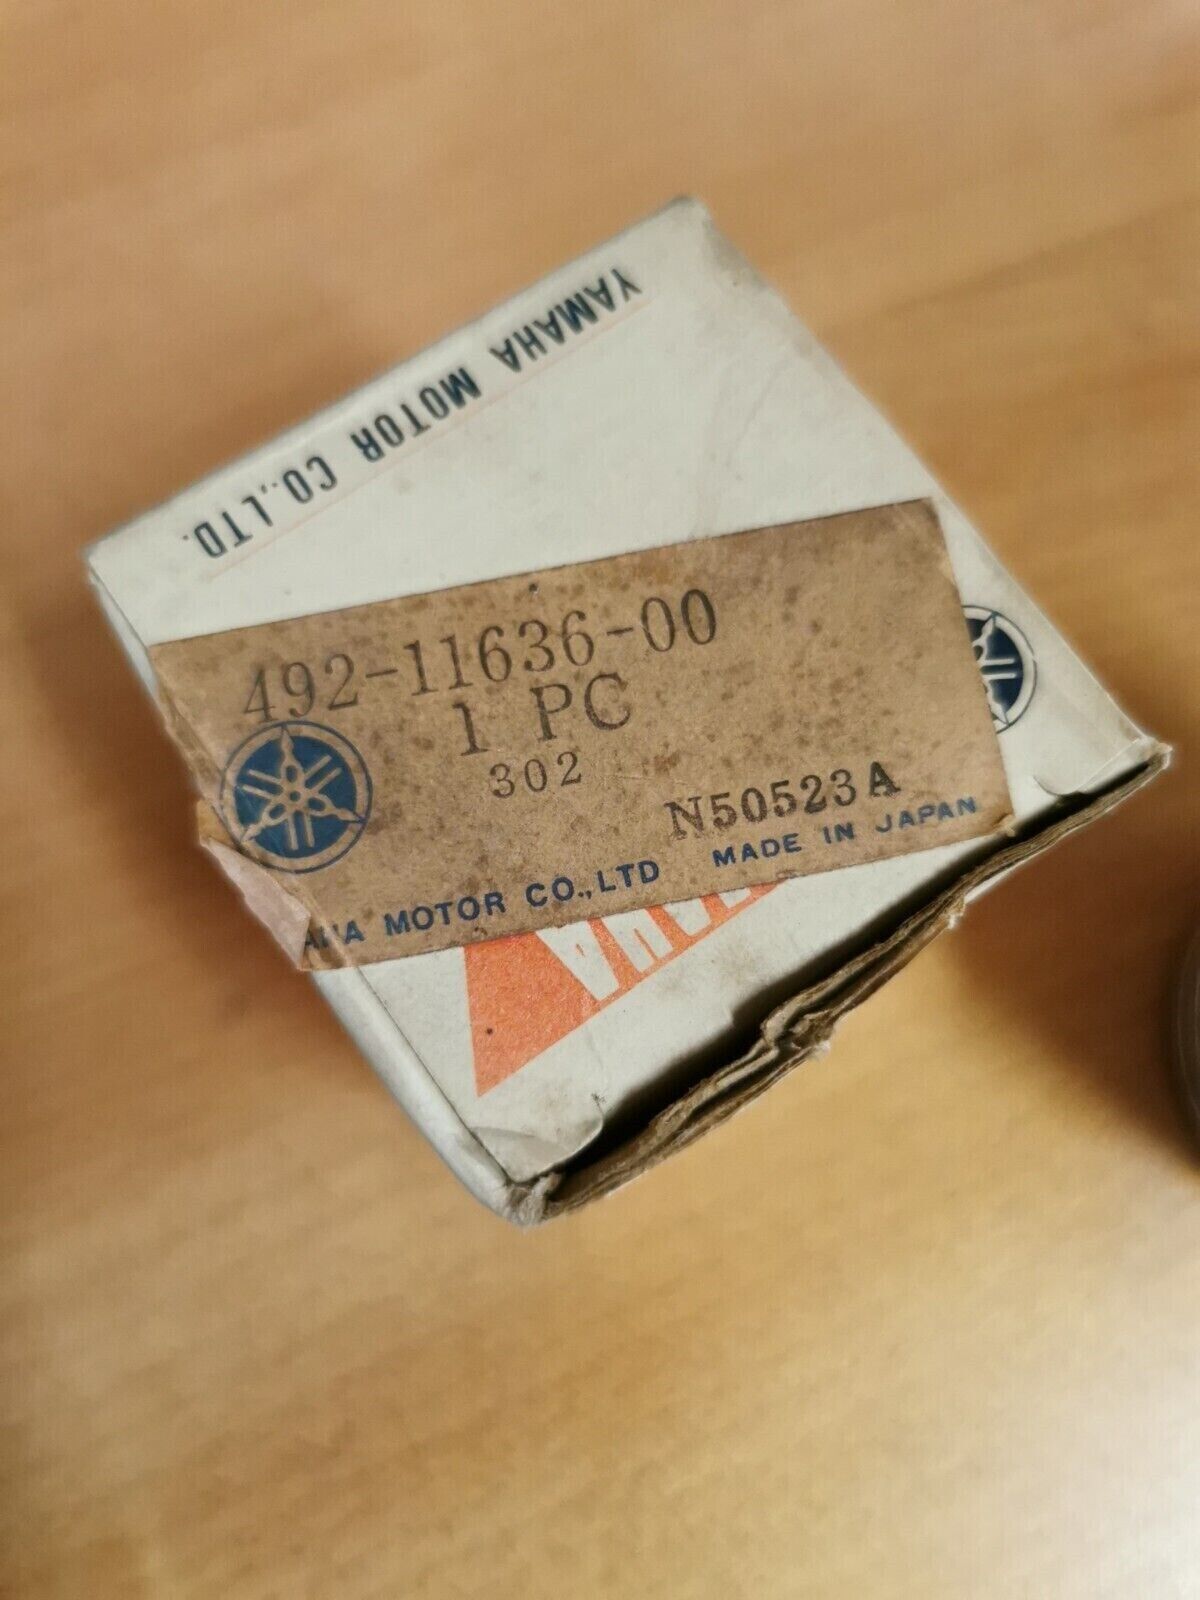 YAMAHA MOTOR CO.,LTD.
492-11636-00
1 PC
302
N50523A
MOTOR CO.,LTD MADE IN JAPAN